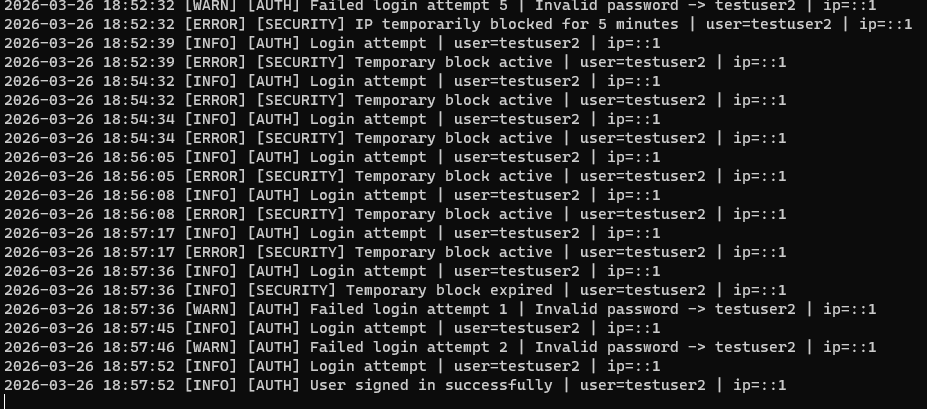 2026-03-26 18:52:32 [WARN] [AUTH] Failed login attempt 5 | Invalid password -> testuser2 | ip=::1
2026-03-26 18:52:32 [ERROR] [SECURITY] IP temporarily blocked for 5 minutes | user=testuser2 | ip=::1
2026-03-26 18:52:39 [INFO] [AUTH] Login attempt | user=testuser2 | ip=::1
2026-03-26 18:52:39 [ERROR] [SECURITY] Temporary block active | user=testuser2 | ip=::1
2026-03-26 18:54:32 [INFO] [AUTH] Login attempt | user=testuser2 | ip=::1
2026-03-26 18:54:32 [ERROR] [SECURITY] Temporary block active | user=testuser2 | ip=::1
2026-03-26 18:54:34 [INFO] [AUTH] Login attempt | user=testuser2 | ip=::1
2026-03-26 18:54:34 [ERROR] [SECURITY] Temporary block active | user=testuser2 | ip=::1
2026-03-26 18:56:05 [INFO] [AUTH] Login attempt | user=testuser2 | ip=::1
2026-03-26 18:56:05 [ERROR] [SECURITY] Temporary block active | user=testuser2 | ip=::1
2026-03-26 18:56:08 [INFO] [AUTH] Login attempt | user=testuser2 | ip=::1
2026-03-26 18:56:08 [ERROR] [SECURITY] Temporary block active | user=testuser2 | ip=::1
2026-03-26 18:57:17 [INFO] [AUTH] Login attempt | user=testuser2 | ip=::1
2026-03-26 18:57:17 [ERROR] [SECURITY] Temporary block active | user=testuser2 | ip=::1
2026-03-26 18:57:36 [INFO] [AUTH] Login attempt | user=testuser2 | ip=::1
2026-03-26 18:57:36 [INFO] [SECURITY] Temporary block expired | user=testuser2 | ip=::1
2026-03-26 18:57:36 [WARN] [AUTH] Failed login attempt 1 | Invalid password -> testuser2 | ip=::1
2026-03-26 18:57:45 [INFO] [AUTH] Login attempt | user=testuser2 | ip=::1
2026-03-26 18:57:46 [WARN] [AUTH] Failed login attempt 2 | Invalid password -> testuser2 | ip=::1
2026-03-26 18:57:52 [INFO] [AUTH] Login attempt | user=testuser2 | ip=::1
2026-03-26 18:57:52 [INFO] [AUTH] User signed in successfully | user=testuser2 | ip=::1